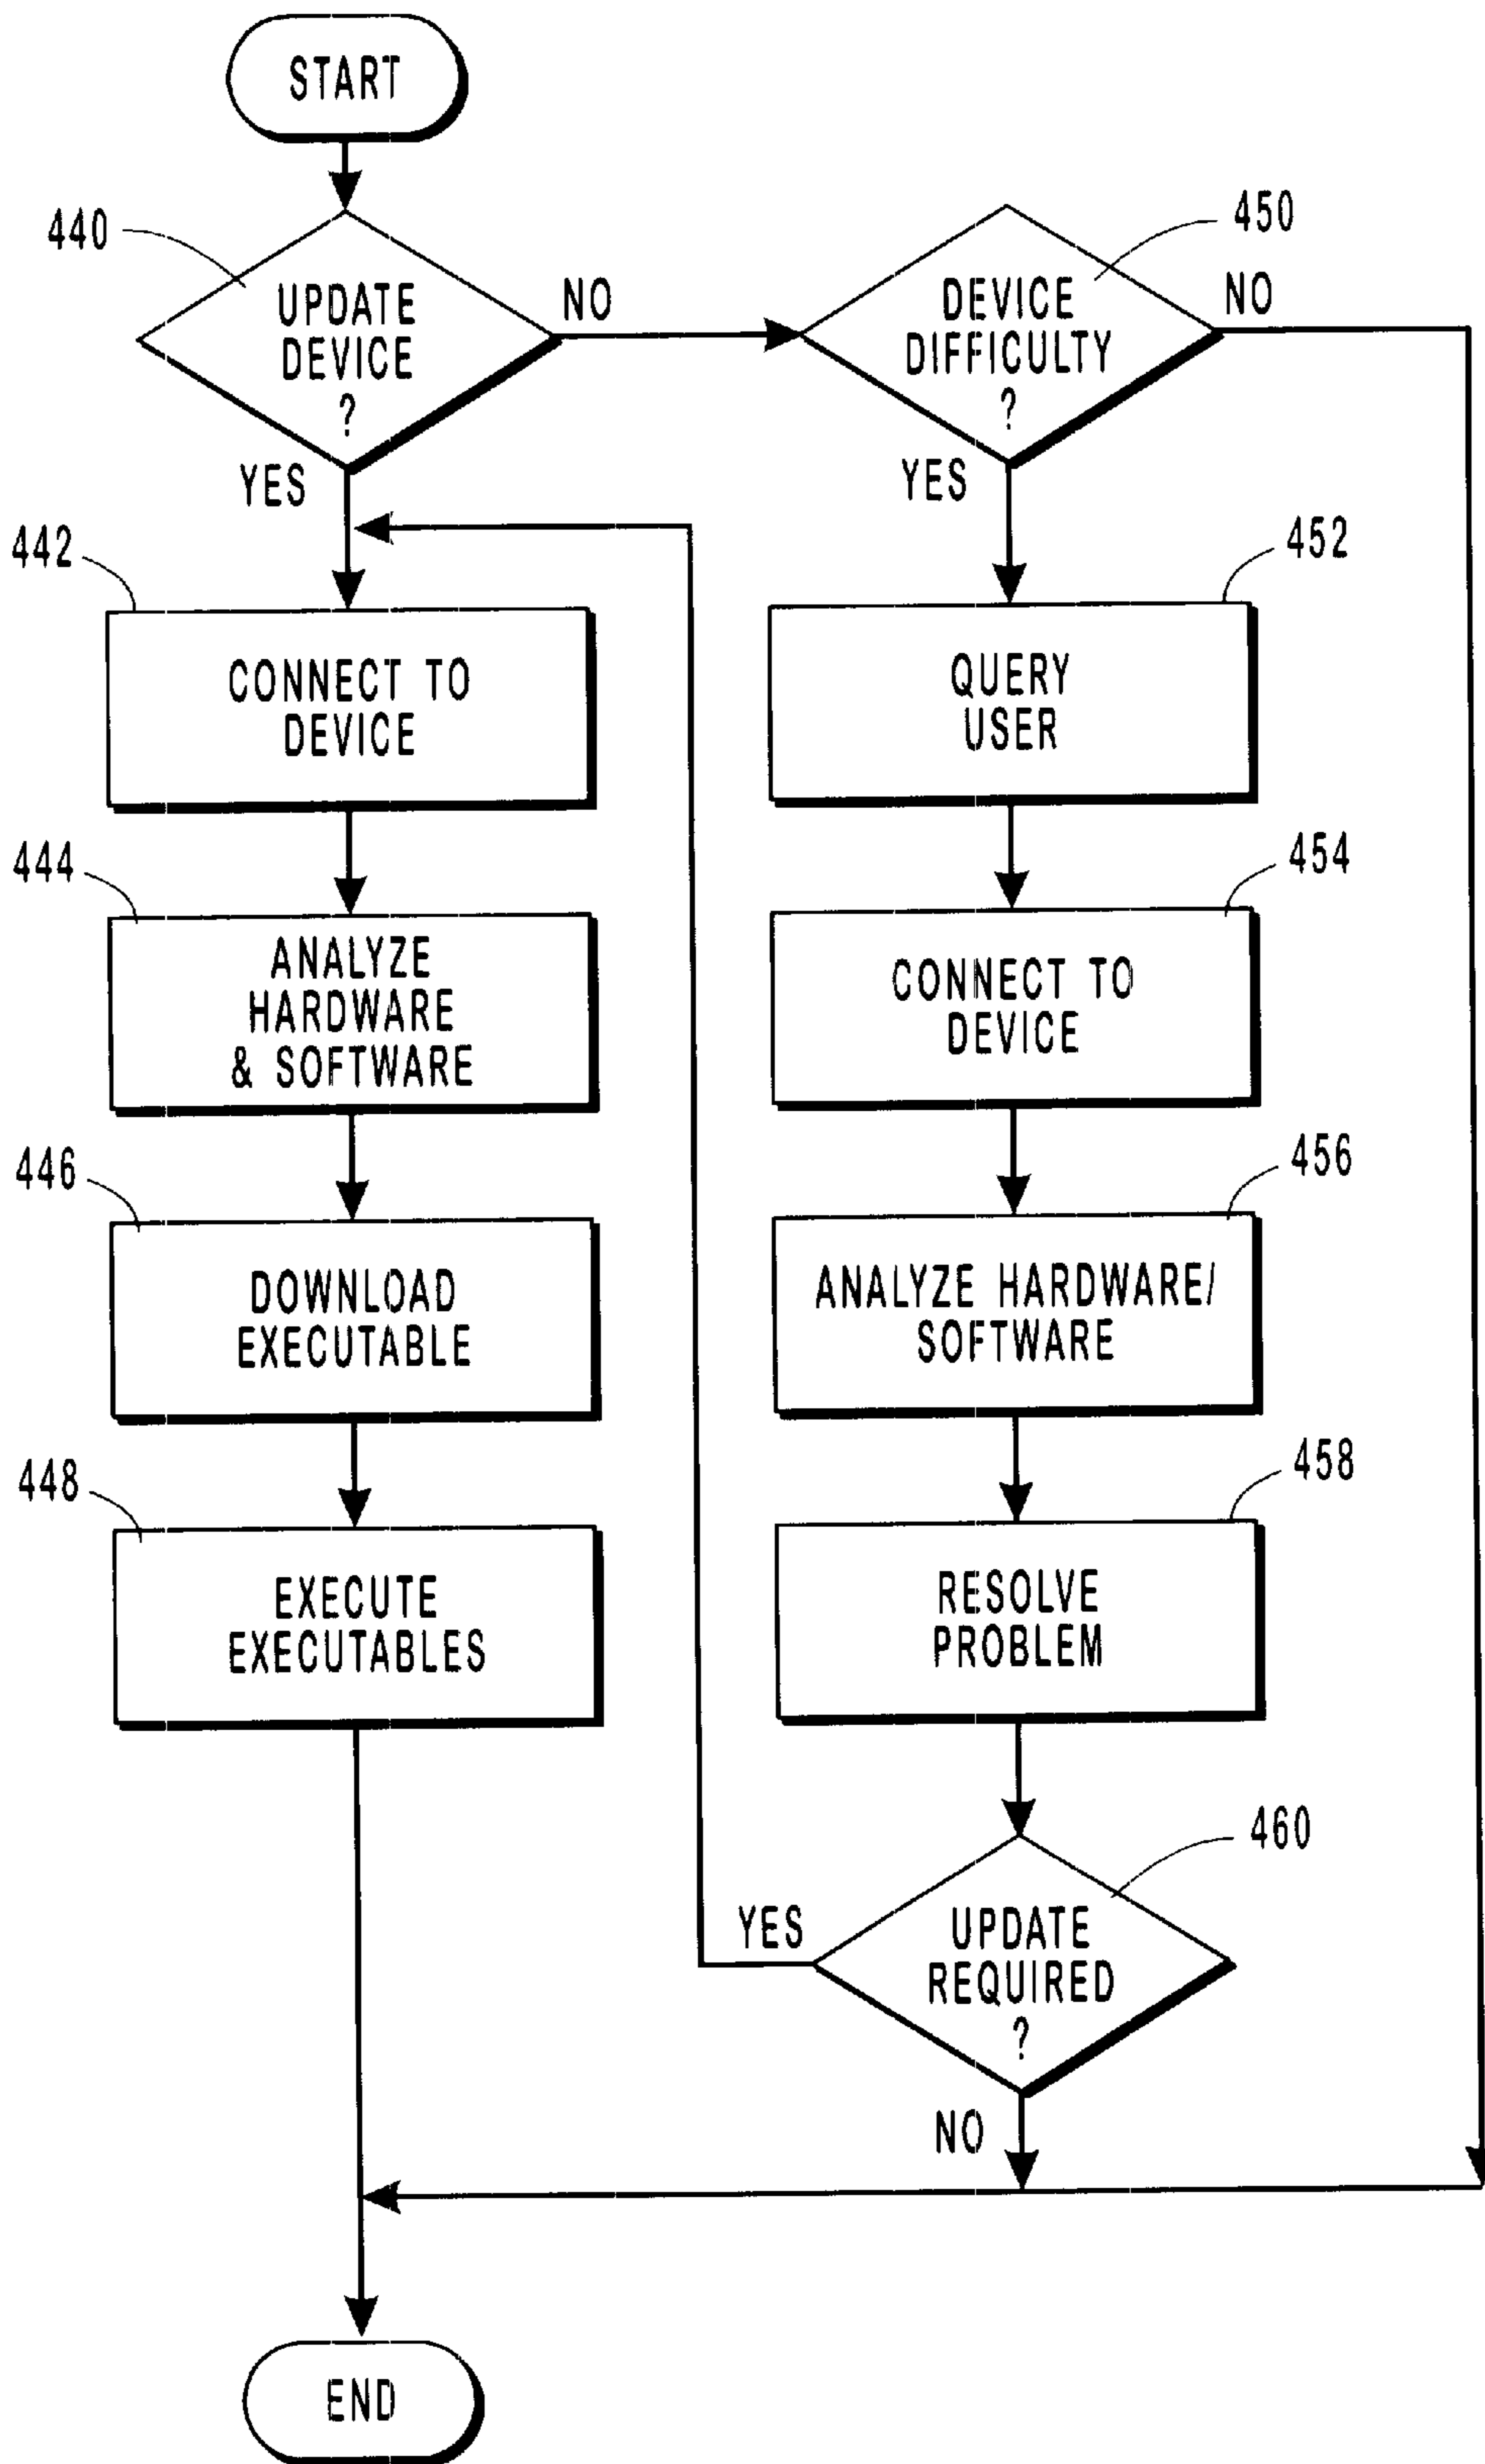 START
440
UPDATE
DEVICE
?
NO
YES
450
DEVICE
DIFFICULTY
?
NO
YES
442
CONNECT TO
DEVICE
444
ANALYZE
HARDWARE
& SOFTWARE
446
DOWNLOAD
EXECUTABLE
448
EXECUTE
EXECUTABLES
452
QUERY
USER
454
CONNECT TO
DEVICE
456
ANALYZE HARDWARE/
SOFTWARE
458
RESOLVE
PROBLEM
460
UPDATE
REQUIRED
?
YES
NO
END